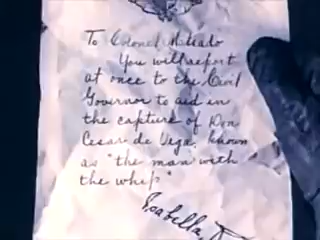 To Colonel Matado
You will report
at once to the Civil
Governor to aid in
the capture of Don
Cesar de Vega, known
as "the man with
the whip"
Isabella